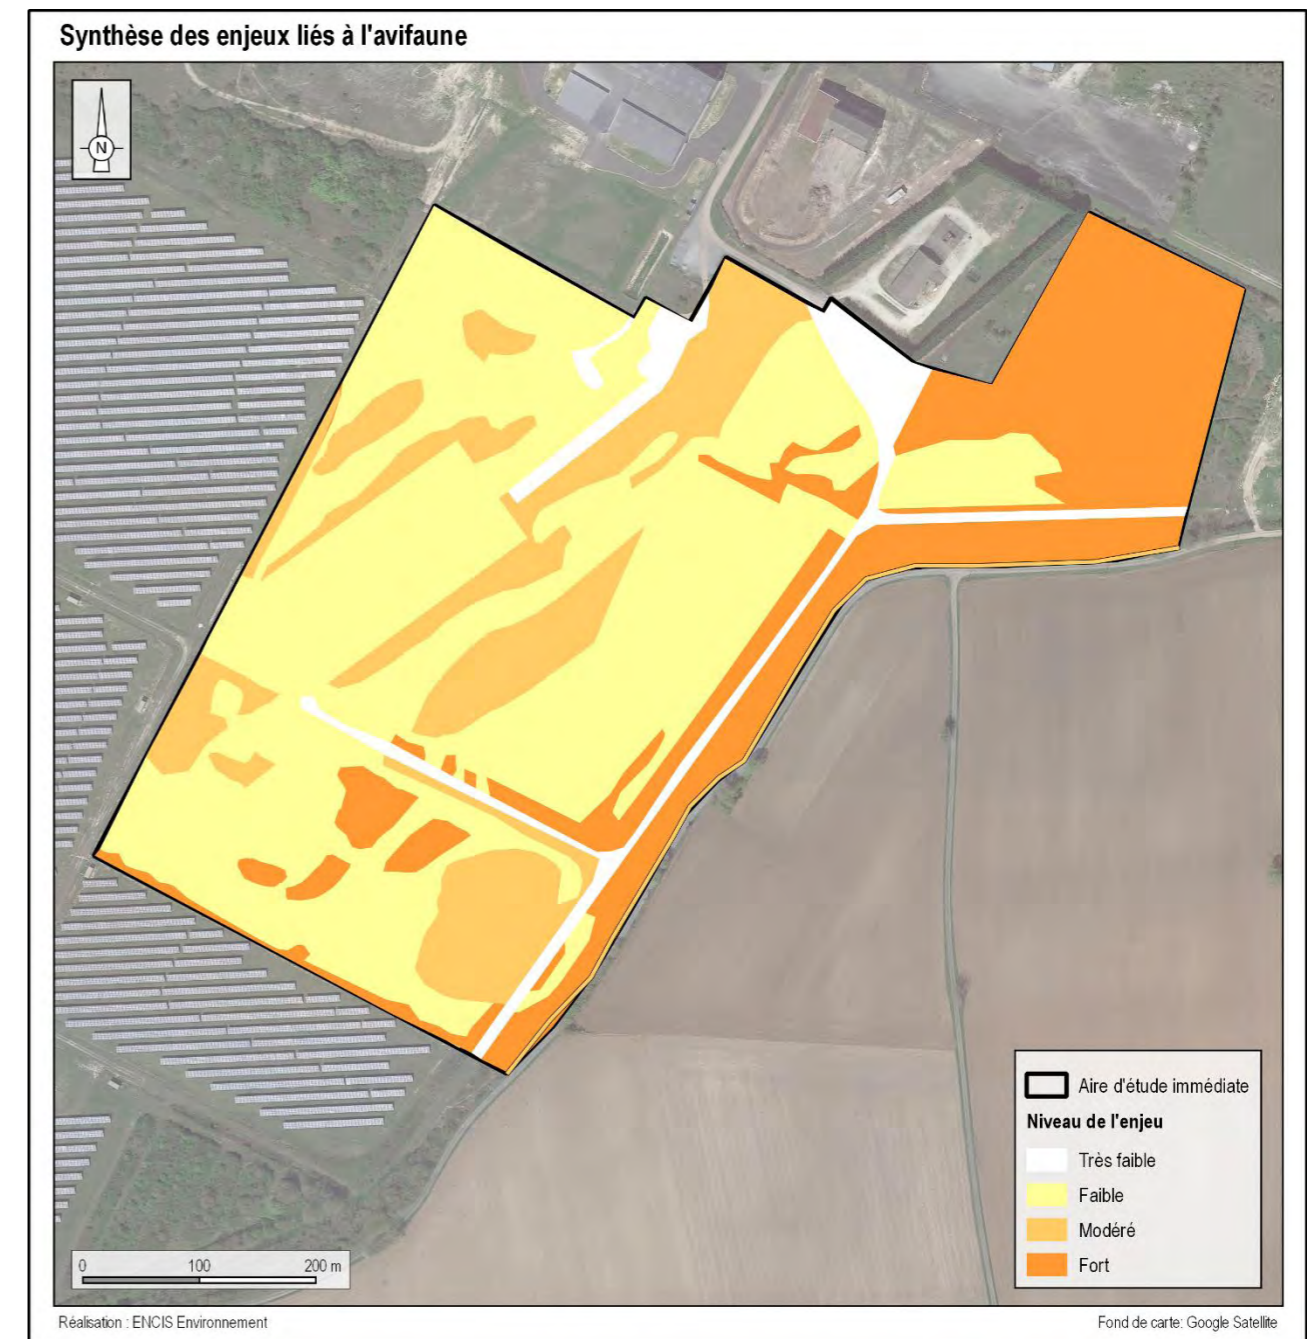 Synthèse des enjeux liés à l'avifaune
N
Aire d'étude immédiate
Niveau de l'enjeu
Très faible
Faible
Modéré
Fort
0 100 200 m
Réalisation : ENCIS Environnement
Fond de carte: Google Satellite